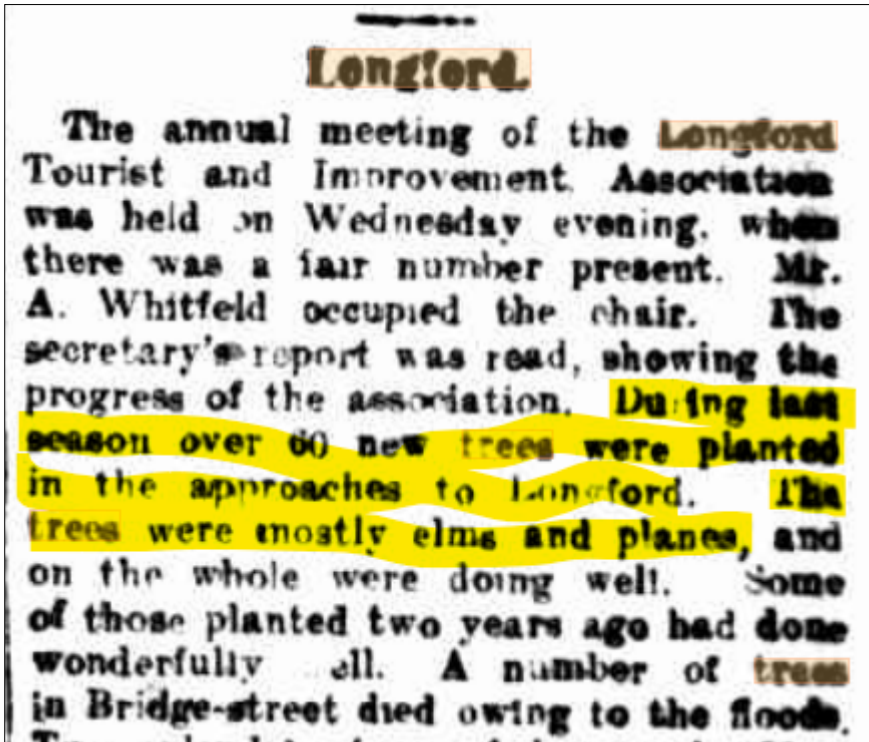 Longford.
The annual meeting of the Longford
Tourist and Improvement Association
was held on Wednesday evening, when
there was a fair number present. Mr.
A. Whitfeld occupied the chair. The
secretary's report was read, showing the
progress of the association. During last
season over 60 new trees were planted
in the approaches to Longford. The
trees were mostly elms and planes, and
on the whole were doing well. Some
of those planted two years ago had done
wonderfully well. A number of trees
in Bridge-street died owing to the floods.